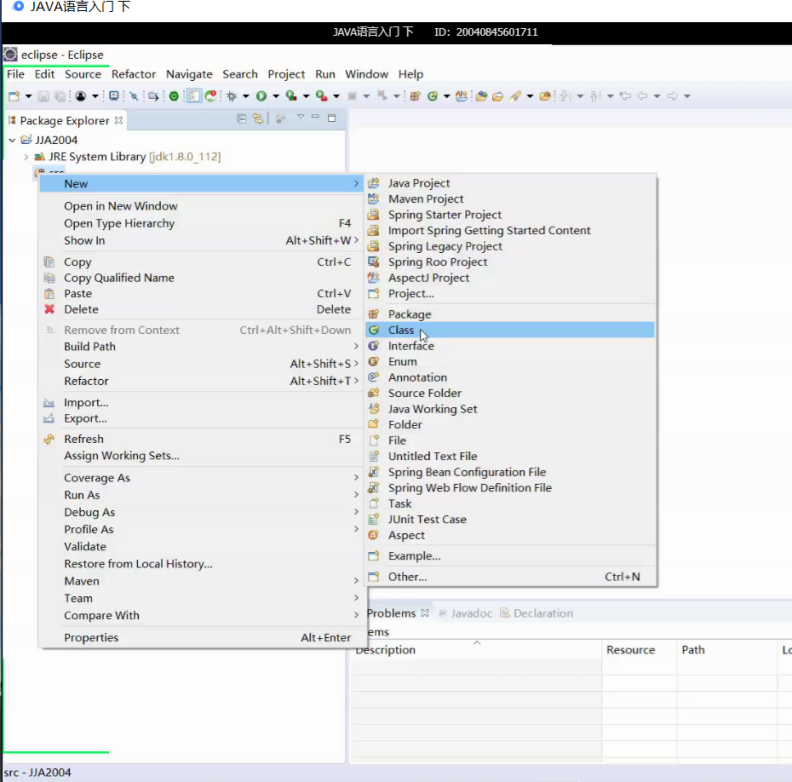 JAVA语言入门 下
JAVA语言入门 下 ID：20040845601711
eclipse - Eclipse
File Edit Source Refactor Navigate Search Project Run Window Help
Package Explorer
JJA2004
JRE System Library [jdk1.8.0_112]
src
New
Open in New Window
Open Type Hierarchy F4
Show In Alt+Shift+W
Copy Ctrl+C
Copy Qualified Name
Paste Ctrl+V
Delete Delete
Remove from Context Ctrl+Alt+Shift+Down
Build Path
Source Alt+Shift+S
Refactor Alt+Shift+T
Import...
Export...
Refresh F5
Assign Working Sets...
Coverage As
Run As
Debug As
Profile As
Validate
Restore from Local History...
Maven
Team
Compare With
Properties Alt+Enter
Java Project
Maven Project
Spring Starter Project
Import Spring Getting Started Content
Spring Legacy Project
Spring Roo Project
AspectJ Project
Project...
Package
Class
Interface
Enum
Annotation
Source Folder
Java Working Set
Folder
File
Untitled Text File
Spring Bean Configuration File
Spring Web Flow Definition File
Task
JUnit Test Case
Aspect
Example...
Other... Ctrl+N
Problems Javadoc Declaration
ems
Description Resource Path Lo
src - JJA2004